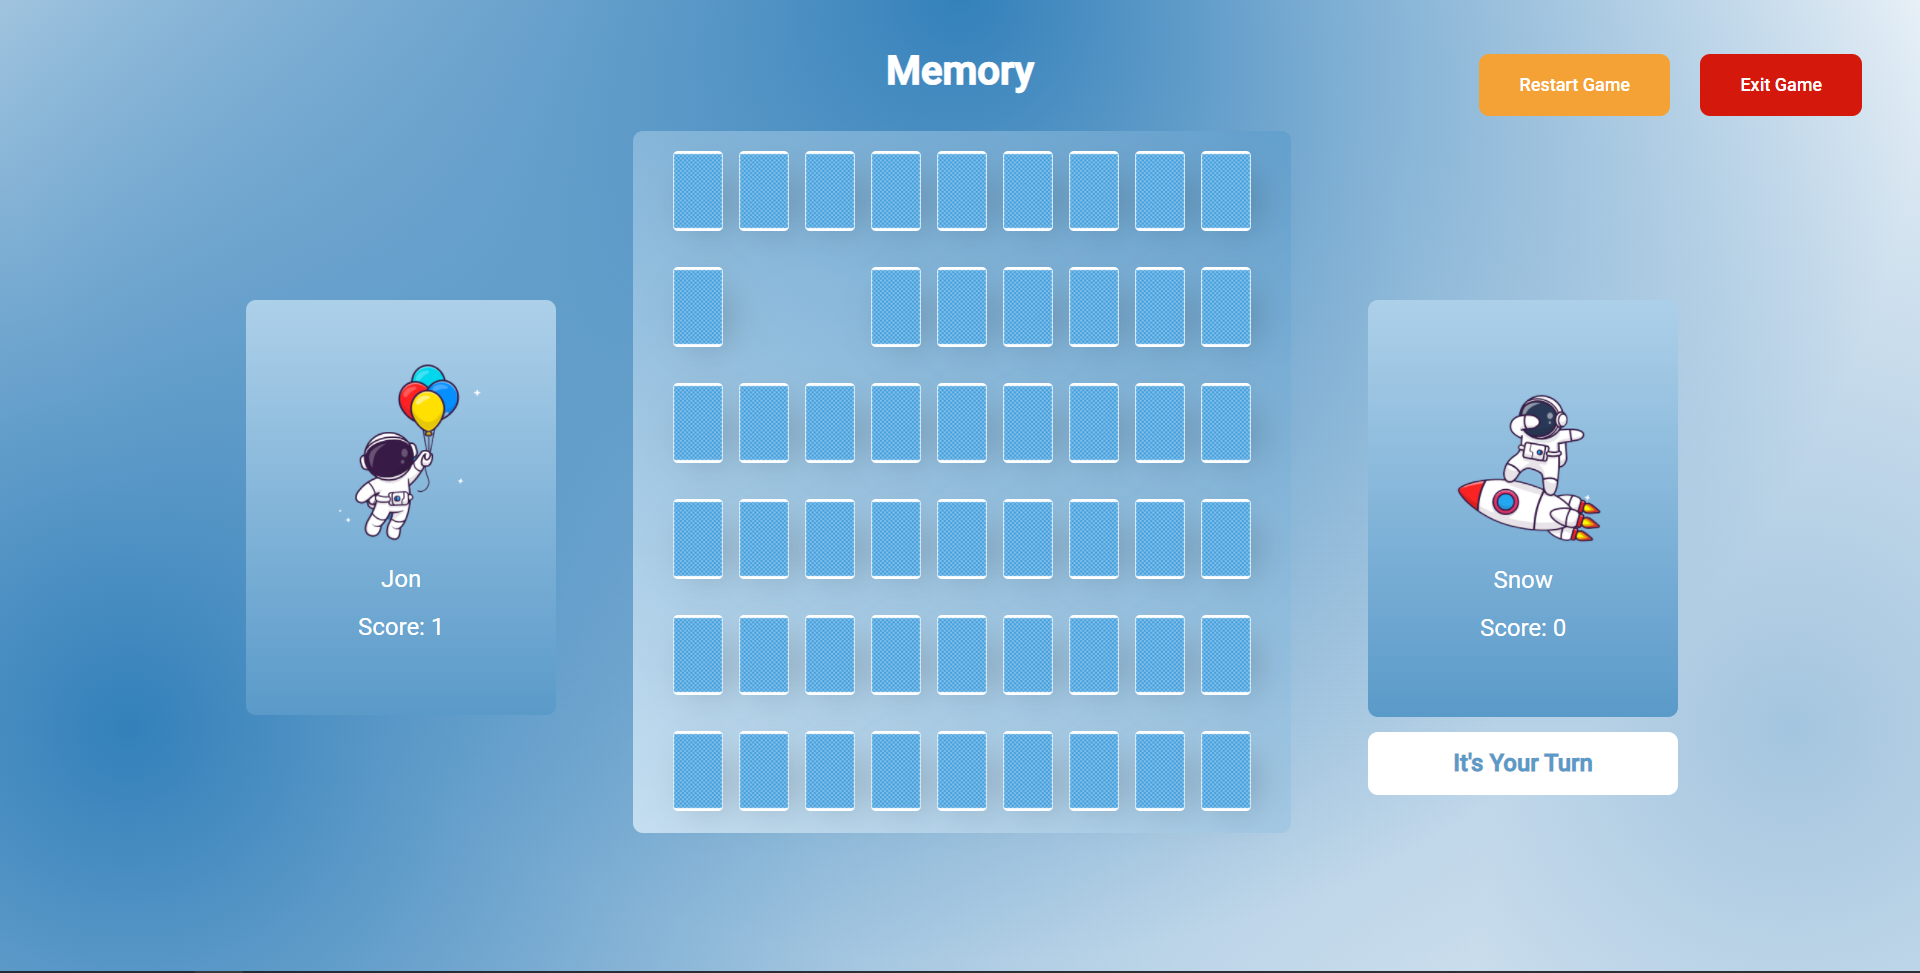 Memory
Restart Game
Exit Game
Jon
Score: 1
Snow
Score: 0
It's Your Turn